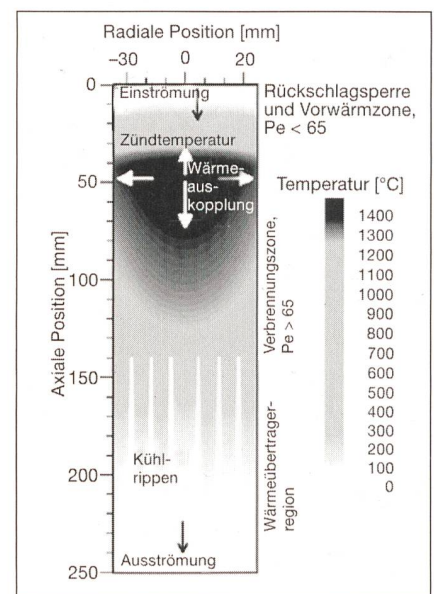 Radiale Position [mm]
−30 0 20
Axiale Position [mm]
0
50
100
150
200
250
Einströmung
Zündtemperatur
Wärme-
aus-
kopplung
Kühl-
rippen
Ausströmung
Rückschlagsperre
und Vorwärmzone,
Pe < 65
Verbrennungszone,
Pe > 65
Wärmeübertrager-
region
Temperatur [°C]
1400
1300
1200
1100
1000
900
800
700
600
500
400
300
200
100
0